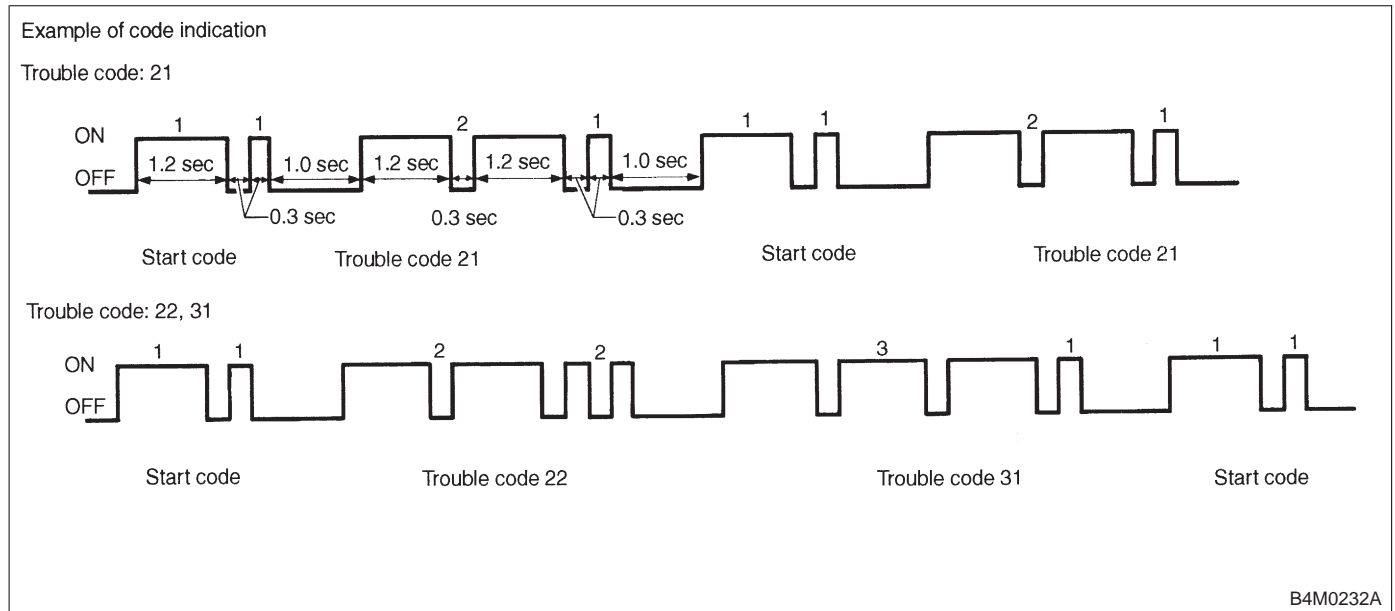 Example of code indication
Trouble code: 21
1 1 2 1 1 1 2 1
ON
1.2 sec 1.0 sec 1.2 sec 1.2 sec 1.0 sec
OFF
0.3 sec 0.3 sec 0.3 sec
Start code Trouble code 21 Start code Trouble code 21
Trouble code: 22, 31
1 1 2 2 3 1 1 1
ON
OFF
Start code Trouble code 22 Trouble code 31 Start code
B4M0232A